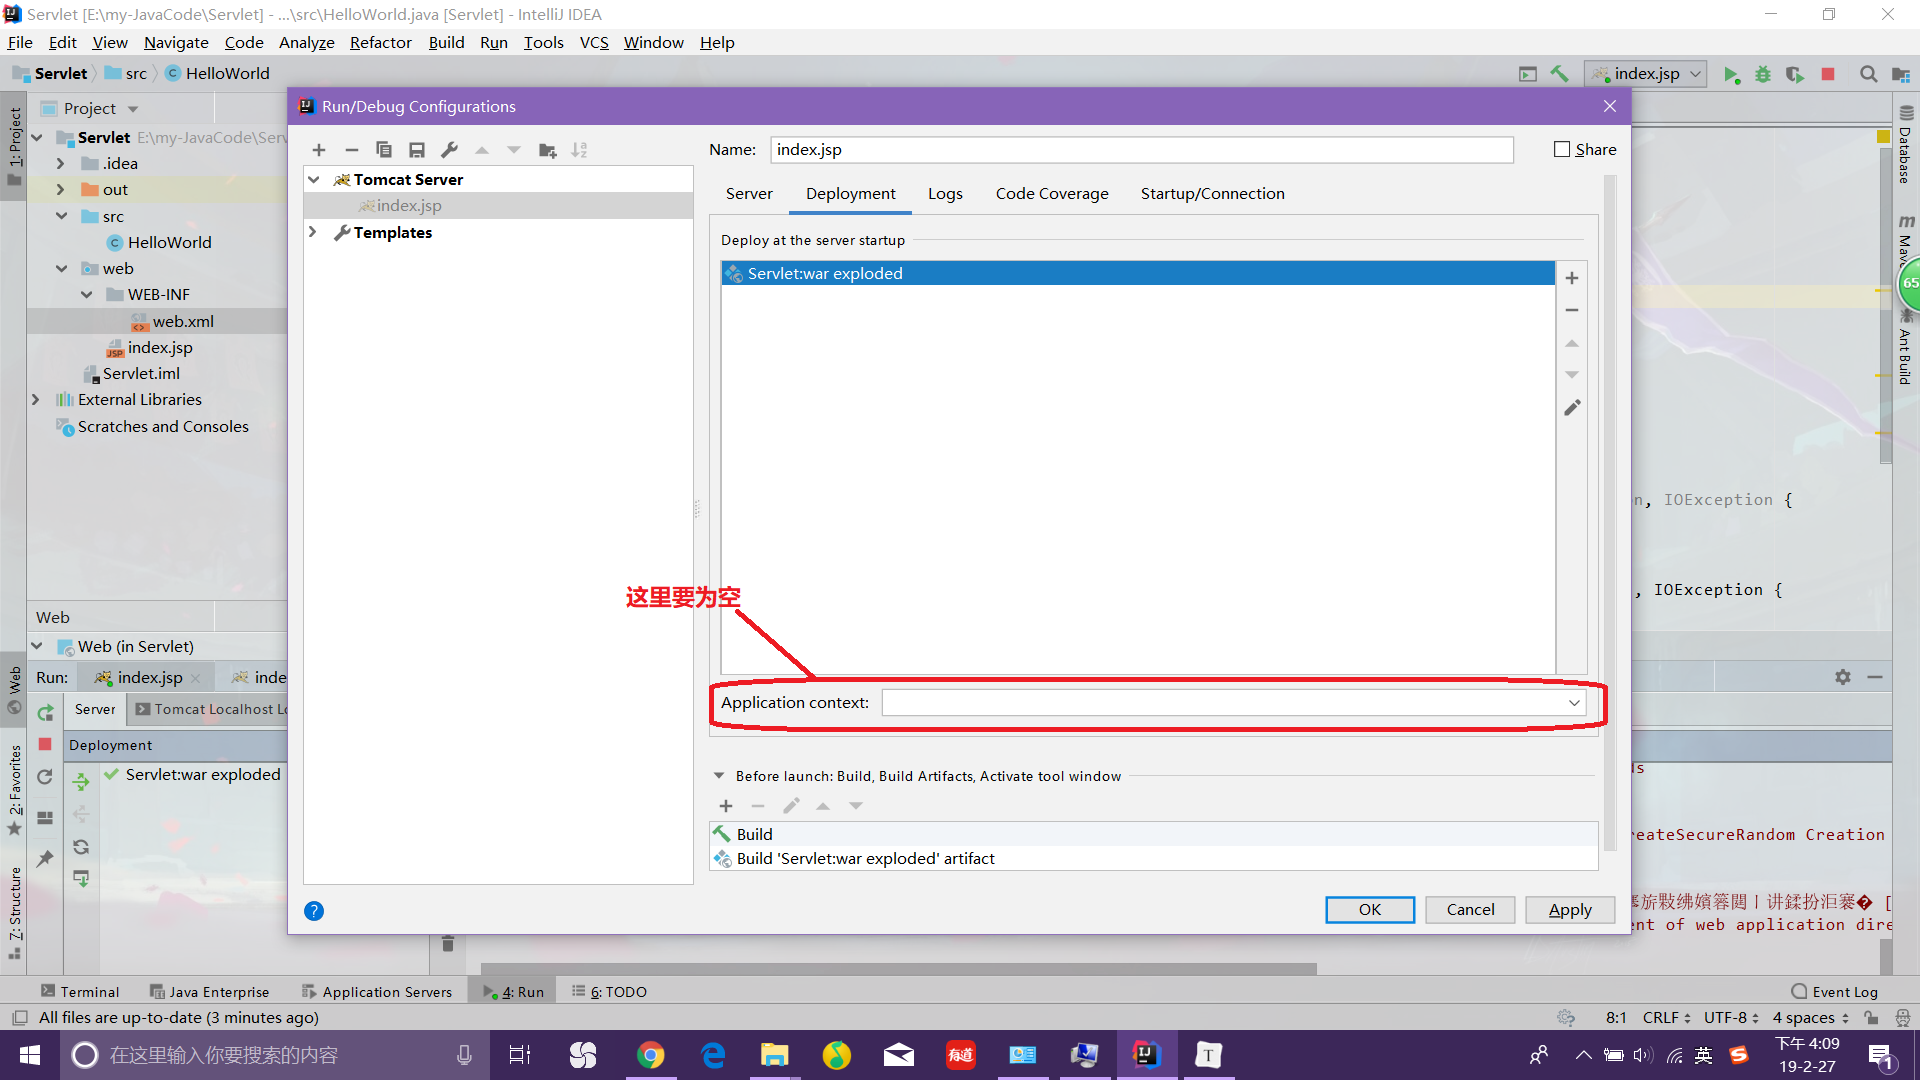 Servlet [E:\my-JavaCode\Servlet] - ...\src\HelloWorld.java [Servlet] - IntelliJ IDEA
File Edit View Navigate Code Analyze Refactor Build Run Tools VCS Window Help
Servlet src HelloWorld
index.jsp
1: Project
Project
Servlet E:\my-JavaCode\Serv
.idea
out
src
HelloWorld
web
WEB-INF
web.xml
index.jsp
Servlet.iml
External Libraries
Scratches and Consoles
Run/Debug Configurations
Tomcat Server
index.jsp
Templates
Name: index.jsp
Share
Server Deployment Logs Code Coverage Startup/Connection
Deploy at the server startup
Servlet:war exploded
这里要为空
Application context:
Before launch: Build, Build Artifacts, Activate tool window
Build
Build 'Servlet:war exploded' artifact
OK Cancel Apply
Database
Ant Build
65
, IOException {
, IOException {
Web
Web (in Servlet)
Run: index.jsp inde
Server Tomcat Localhost Lo
Deployment
Servlet:war exploded
Web
2: Favorites
7: Structure
eateSecureRandom Creation
ent of web application dire
Terminal Java Enterprise Application Servers 4: Run 6: TODO
Event Log
All files are up-to-date (3 minutes ago)
8:1 CRLF UTF-8 4 spaces
在这里输入你要搜索的内容
有道
T
英
下午 4:09
19-2-27
1